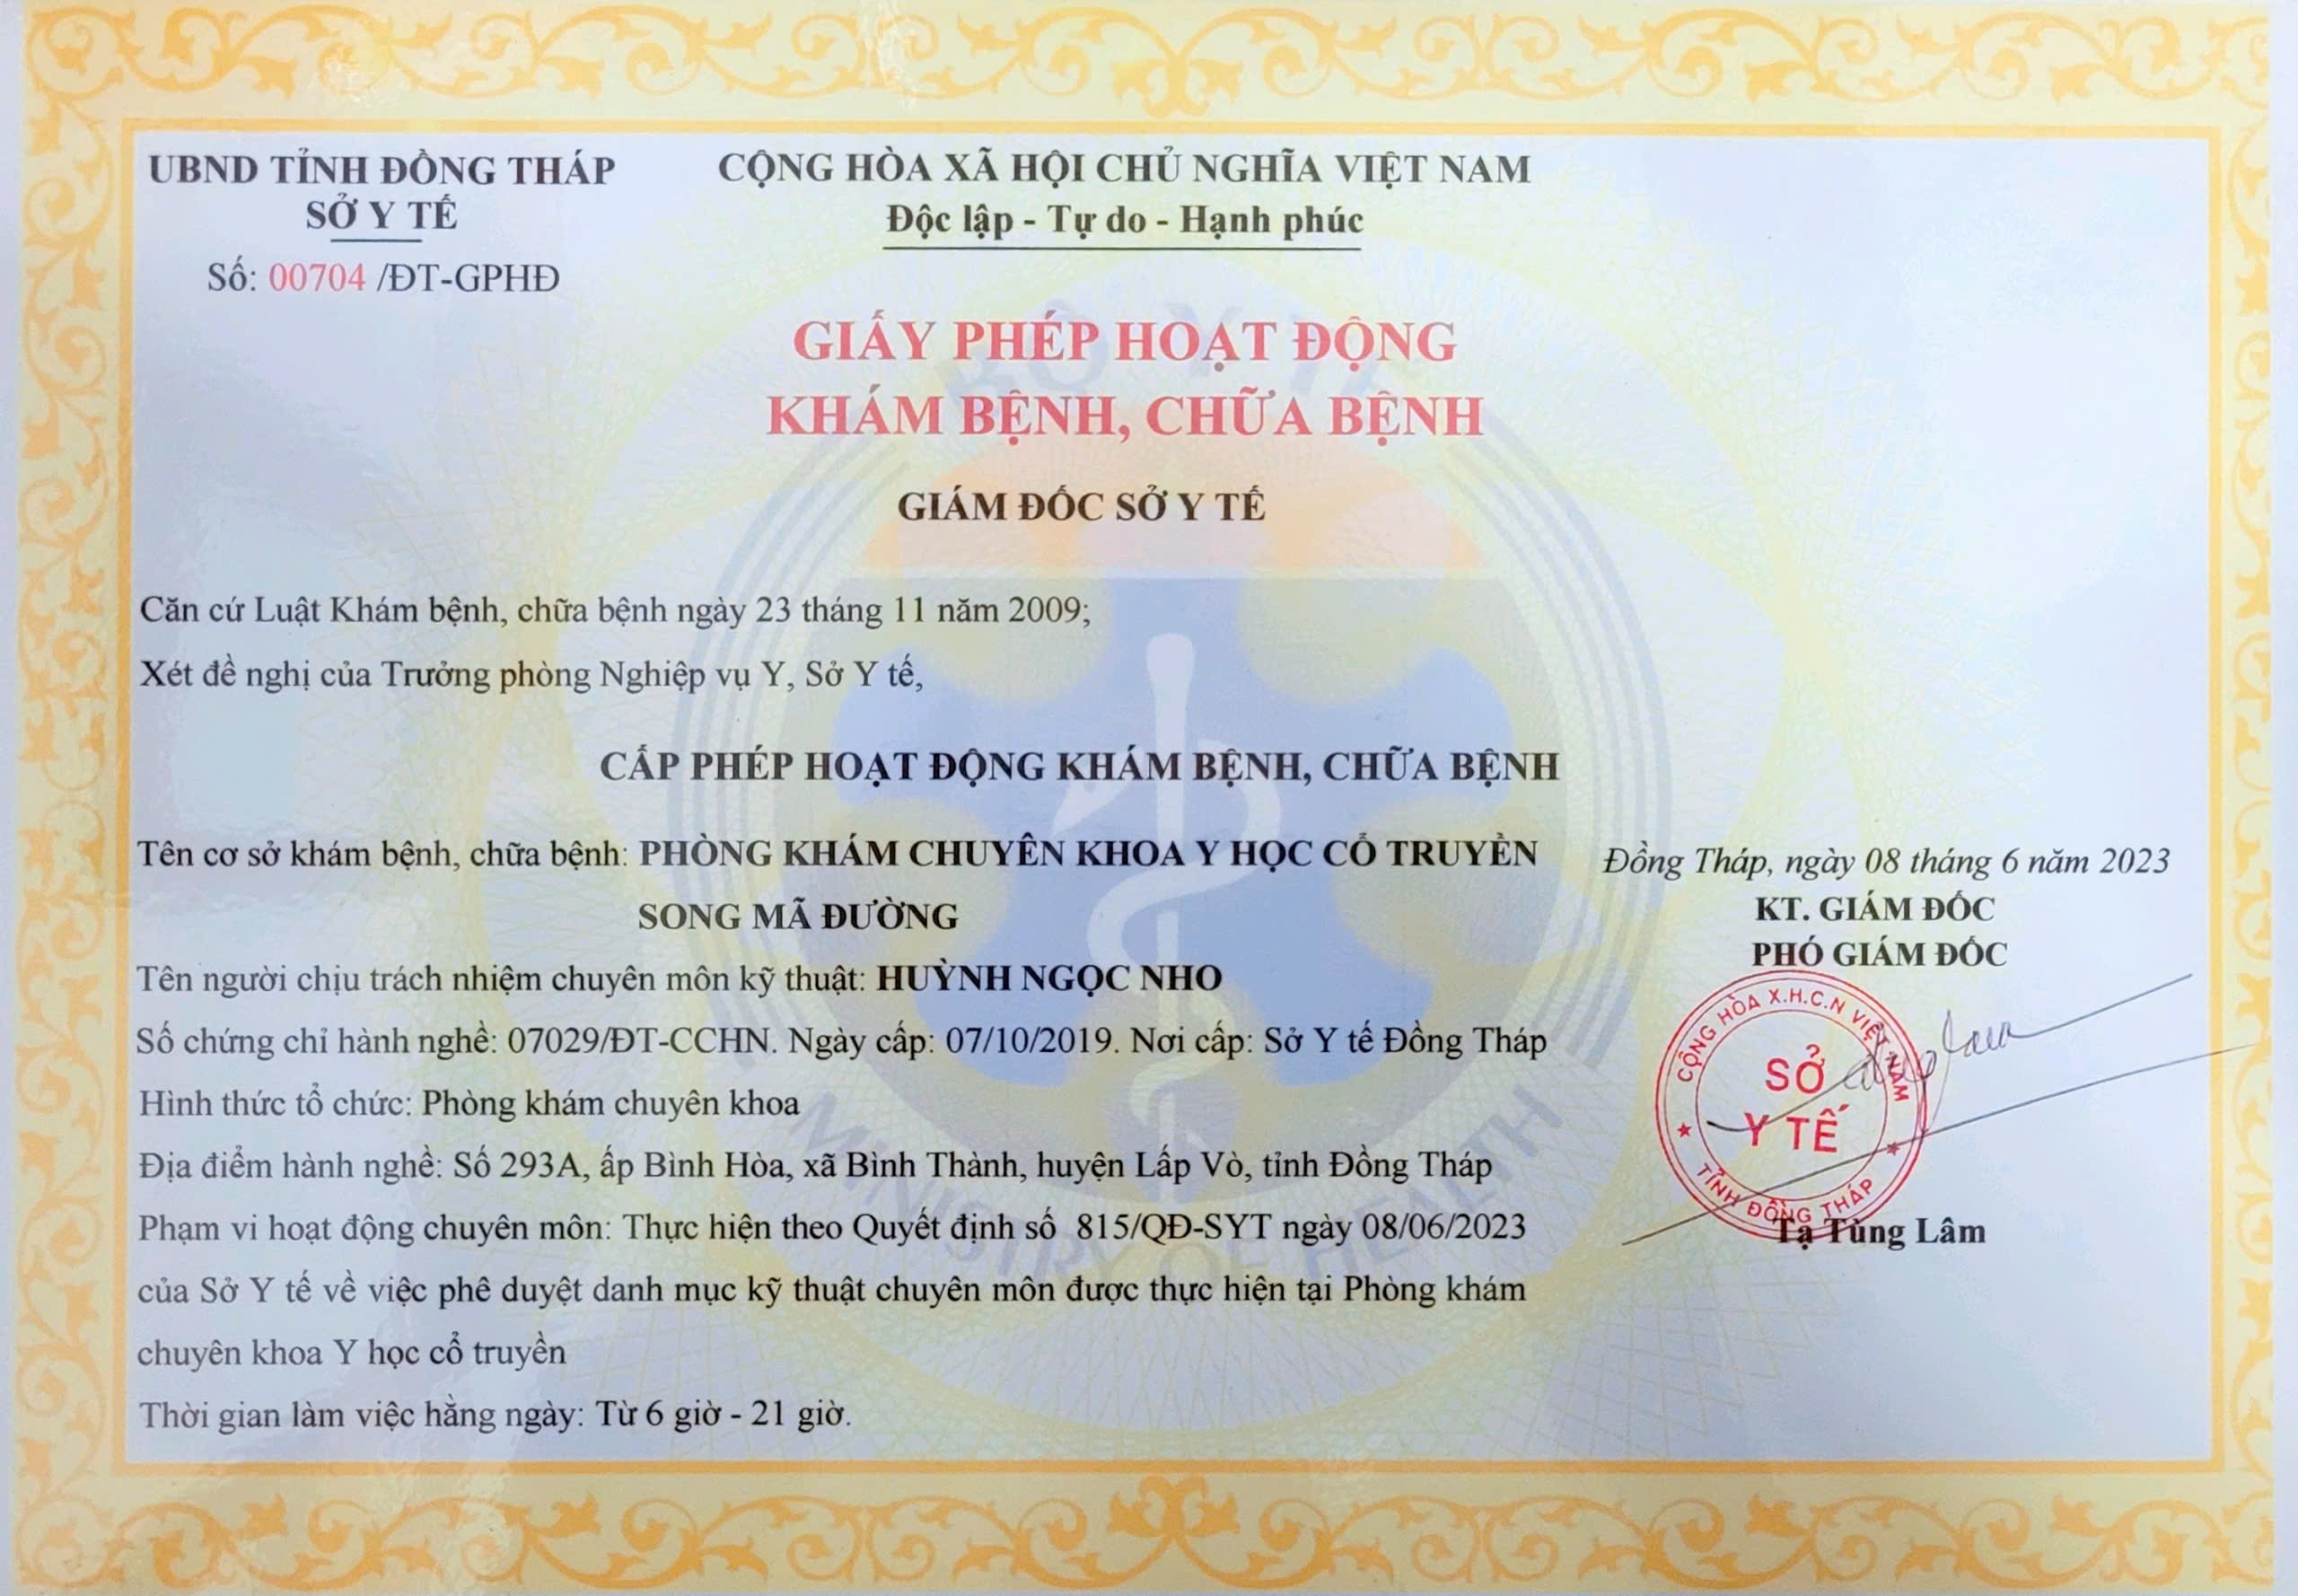 UBND TỈNH ĐỒNG THÁP
SỞ Y TẾ
Số: 00704 /ĐT-GPHĐ
CỘNG HÒA XÃ HỘI CHỦ NGHĨA VIỆT NAM
Độc lập - Tự do - Hạnh phúc
GIẤY PHÉP HOẠT ĐỘNG
KHÁM BỆNH, CHỮA BỆNH
GIÁM ĐỐC SỞ Y TẾ
Căn cứ Luật Khám bệnh, chữa bệnh ngày 23 tháng 11 năm 2009;
Xét đề nghị của Trưởng phòng Nghiệp vụ Y, Sở Y tế,
CẤP PHÉP HOẠT ĐỘNG KHÁM BỆNH, CHỮA BỆNH
Tên cơ sở khám bệnh, chữa bệnh: PHÒNG KHÁM CHUYÊN KHOA Y HỌC CỔ TRUYỀN
SONG MÃ ĐƯỜNG
Tên người chịu trách nhiệm chuyên môn kỹ thuật: HUỲNH NGỌC NHO
Số chứng chỉ hành nghề: 07029/ĐT-CCHN. Ngày cấp: 07/10/2019. Nơi cấp: Sở Y tế Đồng Tháp
Hình thức tổ chức: Phòng khám chuyên khoa
Địa điểm hành nghề: Số 293A, ấp Bình Hòa, xã Bình Thành, huyện Lấp Vò, tỉnh Đồng Tháp
Phạm vi hoạt động chuyên môn: Thực hiện theo Quyết định số 815/QĐ-SYT ngày 08/06/2023
của Sở Y tế về việc phê duyệt danh mục kỹ thuật chuyên môn được thực hiện tại Phòng khám
chuyên khoa Y học cổ truyền
Thời gian làm việc hằng ngày: Từ 6 giờ - 21 giờ.
Đồng Tháp, ngày 08 tháng 6 năm 2023
KT. GIÁM ĐỐC
PHÓ GIÁM ĐỐC
CỘNG HÒA X.H.C.N VIỆT NAM
SỞ
Y TẾ
TỈNH ĐỒNG THÁP
Tạ Tùng Lâm
BỘ Y TẾ
MINISTRY OF HEALTH